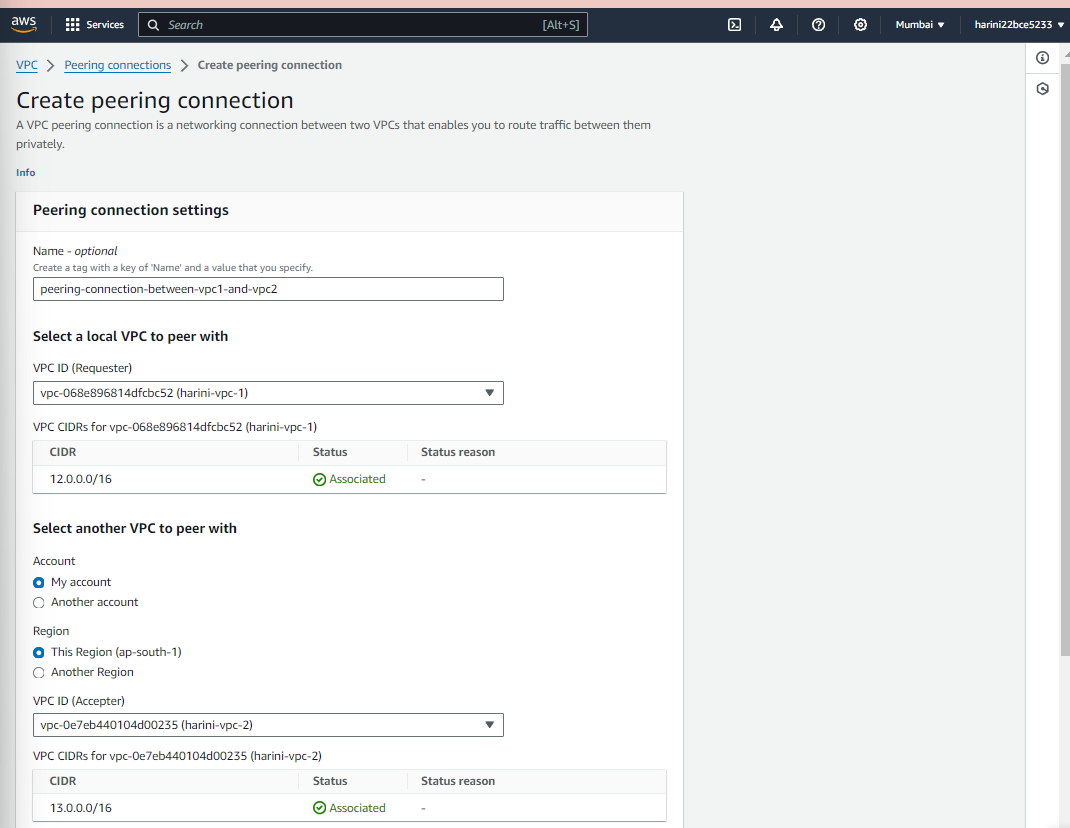 aws
Services
Search
[Alt+S]
Mumbai
harini22bce5233
VPC
Peering connections
Create peering connection
Create peering connection
A VPC peering connection is a networking connection between two VPCs that enables you to route traffic between them
privately.
Info
Peering connection settings
Name - optional
Create a tag with a key of 'Name' and a value that you specify.
peering-connection-between-vpc1-and-vpc2
Select a local VPC to peer with
VPC ID (Requester)
vpc-068e896814dfcbc52 (harini-vpc-1)
VPC CIDRs for vpc-068e896814dfcbc52 (harini-vpc-1)
CIDR Status Status reason
12.0.0.0/16 Associated -
Select another VPC to peer with
Account
My account
Another account
Region
This Region (ap-south-1)
Another Region
VPC ID (Accepter)
vpc-0e7eb440104d00235 (harini-vpc-2)
VPC CIDRs for vpc-0e7eb440104d00235 (harini-vpc-2)
CIDR Status Status reason
13.0.0.0/16 Associated -